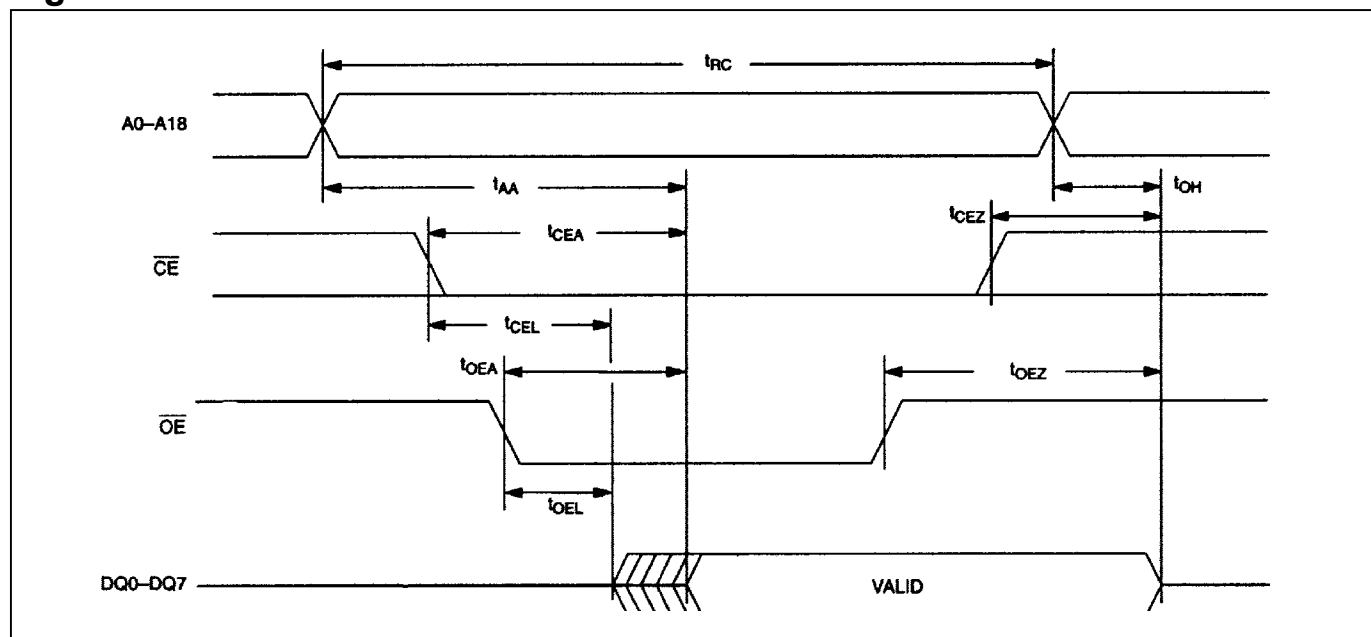 tRC
A0–A18
tAA
tOH
tCEZ
tCEA
CE
tCEL
tOEA
tOEZ
OE
tOEL
DQ0–DQ7
VALID